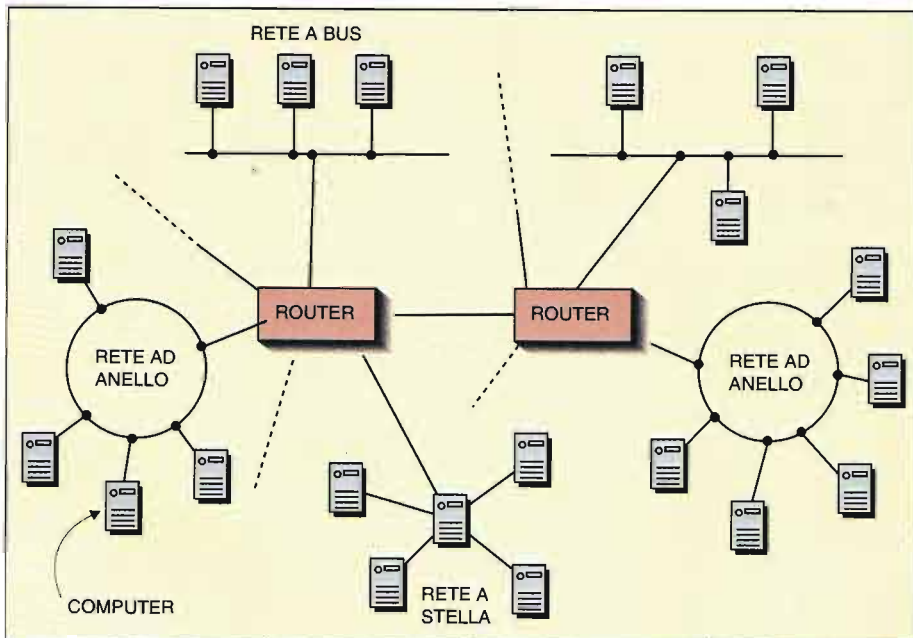 RETE A BUS
ROUTER
ROUTER
RETE AD
ANELLO
RETE AD
ANELLO
RETE A
STELLA
COMPUTER